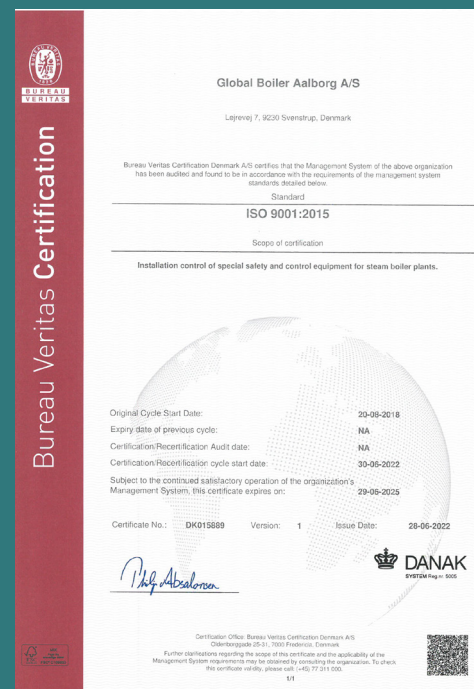 BUREAU
VERITAS
Bureau Veritas Certification
Global Boiler Aalborg A/S
Lejrevej 7, 9230 Svenstrup, Denmark
Bureau Veritas Certification Denmark A/S certifies that the Management System of the above organization
has been audited and found to be in accordance with the requirements of the management system
standards detailed below.
Standard
ISO 9001:2015
Scope of certification
Installation control of special safety and control equipment for steam boiler plants.
Original Cycle Start Date: 20-08-2018
Expiry date of previous cycle: NA
Certification/Recertification Audit date: NA
Certification/Recertification cycle start date: 30-06-2022
Subject to the continued satisfactory operation of the organization's
Management System, this certificate expires on: 29-06-2025
Certificate No.: DK015889 Version: 1 Issue Date: 28-06-2022
Philip Absalonsen
DANAK
SYSTEM Reg.nr. 5005
Certification Office: Bureau Veritas Certification Denmark A/S
Oldenborggade 25-31, 7000 Fredericia, Denmark
Further clarifications regarding the scope of this certificate and the applicability of the
Management System requirements may be obtained by consulting the organization. To check
this certificate validity, please call: (+45) 77 311 000.
1/1